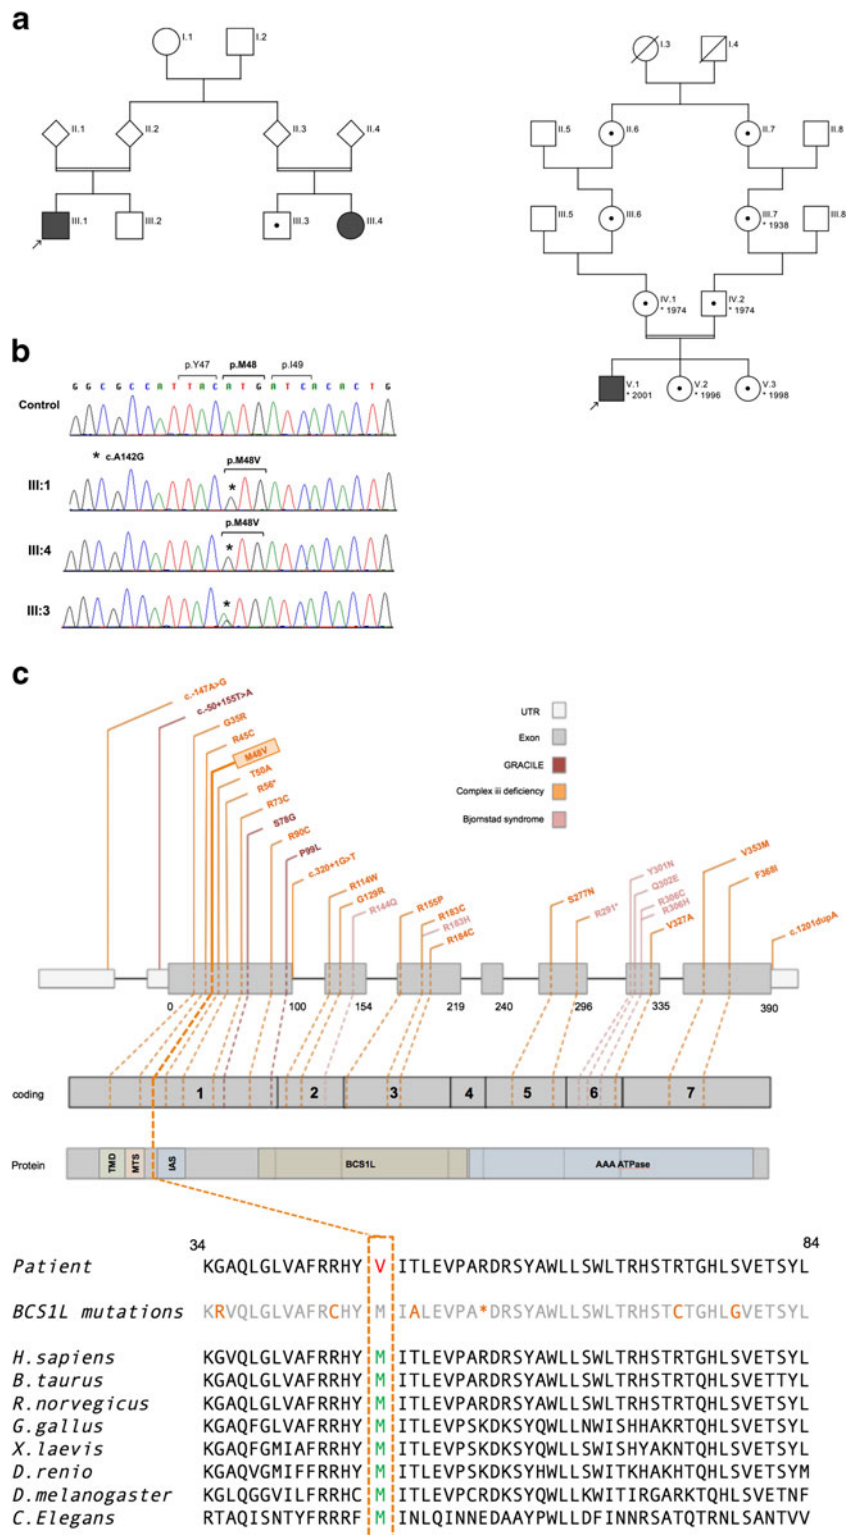 a
I.1
I.2
II.1
II.2
II.3
II.4
III.1
III.2
III.3
III.4
I.3
I.4
II.5
II.6
II.7
II.8
III.5
III.6
III.7
* 1938
III.8
IV.1
* 1974
IV.2
* 1974
V.1
* 2001
V.2
* 1996
V.3
* 1998
b
p.Y47 p.M48 p.I49
G G C G C C A T T A C A T G A T C A C A C T G
Control
* c.A142G
p.M48V
III:1
*
p.M48V
III:4
*
III:3
*
c
c.-147A>G
c.-50+155T>A
G35R
R45C
M48V
T50A
R56*
R73C
S78G
R90C
P99L
c.320+1G>T
R114W
G129R
R144Q
R155P
R183C
R183H
R184C
S277N
R291*
Y301N
Q302E
R306C
R306H
V327A
V353M
F368I
c.1201dupA
UTR
Exon
GRACILE
Complex iii deficiency
Bjornstad syndrome
0 100 154 219 240 296 335 390
coding 1 2 3 4 5 6 7
Protein TMD MTS IAS BCS1L AAA ATPase
34 84
Patient KGAQLGLVAFRRHY V ITLEVPARDRSYAWLLSWLTRHSTRTGHLSVETSYL
BCS1L mutations KRVQLGLVAFRCHY M IALEVPA*DRSYAWLLSWLTRHSTCTGHLGVETSYL
H.sapiens KGVQLGLVAFRRHY M ITLEVPARDRSYAWLLSWLTRHSTRTQHLSVETSYL
B.taurus KGAQLGLVAFRRHY M ITLEVPARDRSYAWLLSWLTRHSTRTQHLSVETTYL
R.norvegicus KGAQLGLVAFRRHY M ITLEVPARDRSYAWLLSWLTRHSTRTQHLSVETSYL
G.gallus KGAQFGLVAFRRHY M ITLEVPSKDKSYQWLLNWISHHAKRTQHLSVETSYL
X.laevis KGAQFGMIAFRRHY M ITLEVPSKDKSYQWLLSWISHYAKNTQHLSVETSYL
D.renio KGAQVGMIFFRRHY M ITLEVPSKDKSYHWLLSWITKHAKHTQHLSVETSYM
D.melanogaster KGLQGGVILFRRHC M ITLEVPCRDKSYQWLLKWITIRGARKTQHLSVETNF
C.Elegans RTAQISNTYFRRRF M INLQINNEDAAYPWLLDFINNRSATQTRNLSANTVV